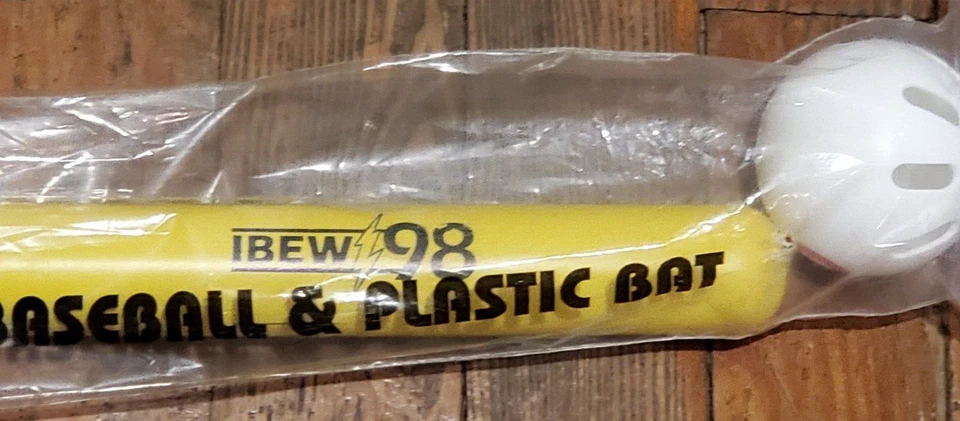 IBEW 98
BASEBALL & PLASTIC BAT